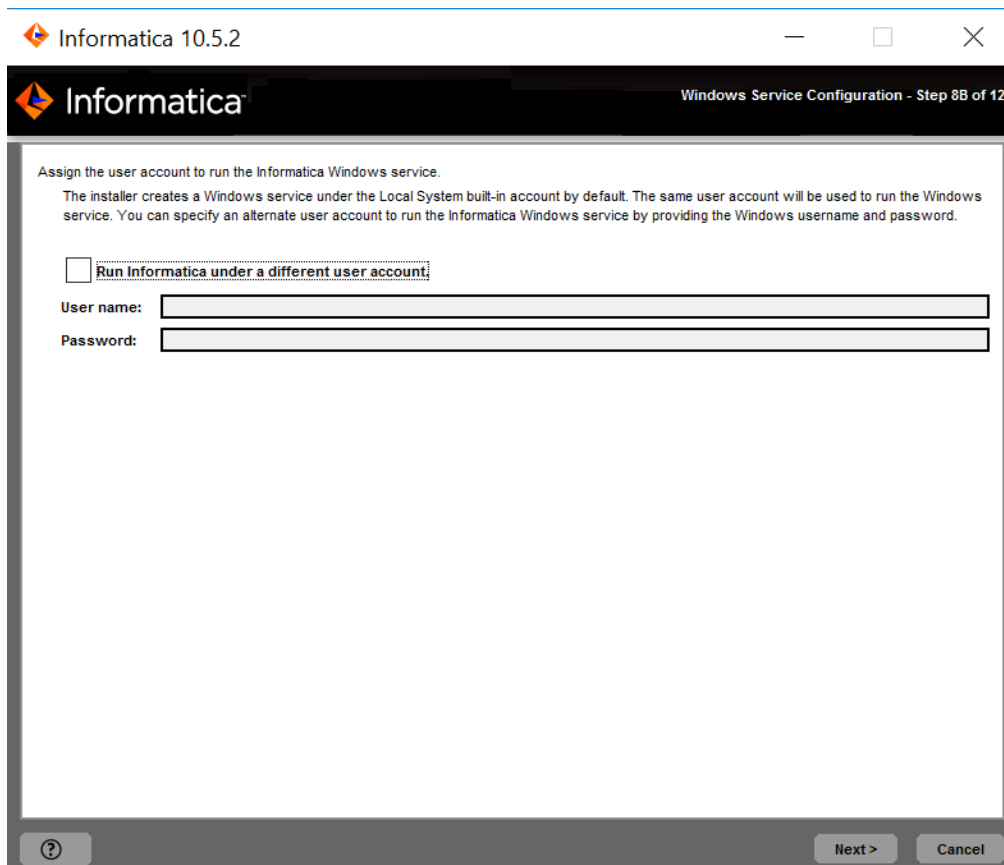 Informatica 10.5.2
Informatica
Windows Service Configuration - Step 8B of 12
Assign the user account to run the Informatica Windows service.
The installer creates a Windows service under the Local System built-in account by default. The same user account will be used to run the Windows
service. You can specify an alternate user account to run the Informatica Windows service by providing the Windows username and password.
Run Informatica under a different user account.
User name:
Password:
?
Next >
Cancel